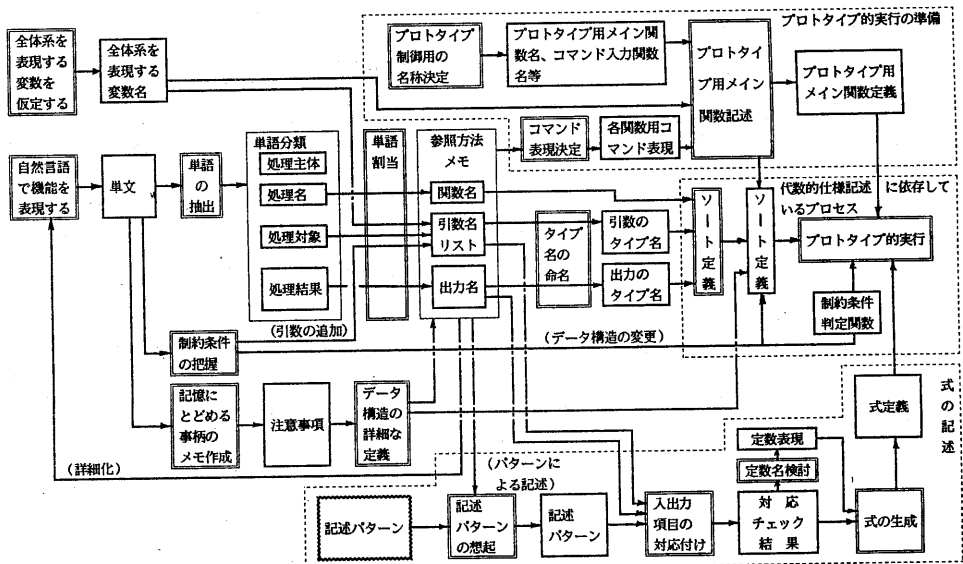 プロトタイプ的実行の準備
全体系を
表現する
変数を
仮定する
全体系を
表現する
変数名
プロトタイプ
制御用の
名称決定
プロトタイプ用メイン関
数名、コマンド入力関数
名等
プロトタイ
プ用メイン
関数記述
プロトタイプ用
メイン関数定義
コマンド
表現決定
各関数用コ
マンド表現
自然言語
で機能を
表現する
単文
単語
の
抽出
単語分類
処理主体
処理名
処理対象
処理結果
単語
割当
参照方法
メモ
関数名
引数名
リスト
出力名
タイプ
名の
命名
引数の
タイプ名
出力の
タイプ名
ソート定義
ソート定義
代数的仕様記述 に依存して
いるプロセス
プロトタイプ的実行
制約条件
判定関数
(引数の追加)
(データ構造の変更)
制約条件
の把握
記憶に
とどめる
事柄の
メモ作成
注意事項
データ
構造の
詳細な
定義
(詳細化)
(パターンに
よる記述)
式の記述
式定義
定数表現
定数名検討
記述パターン
記述
パターン
の想起
記述
パターン
入出力
項目の
対応付け
対 応
チェック
結 果
式の生成